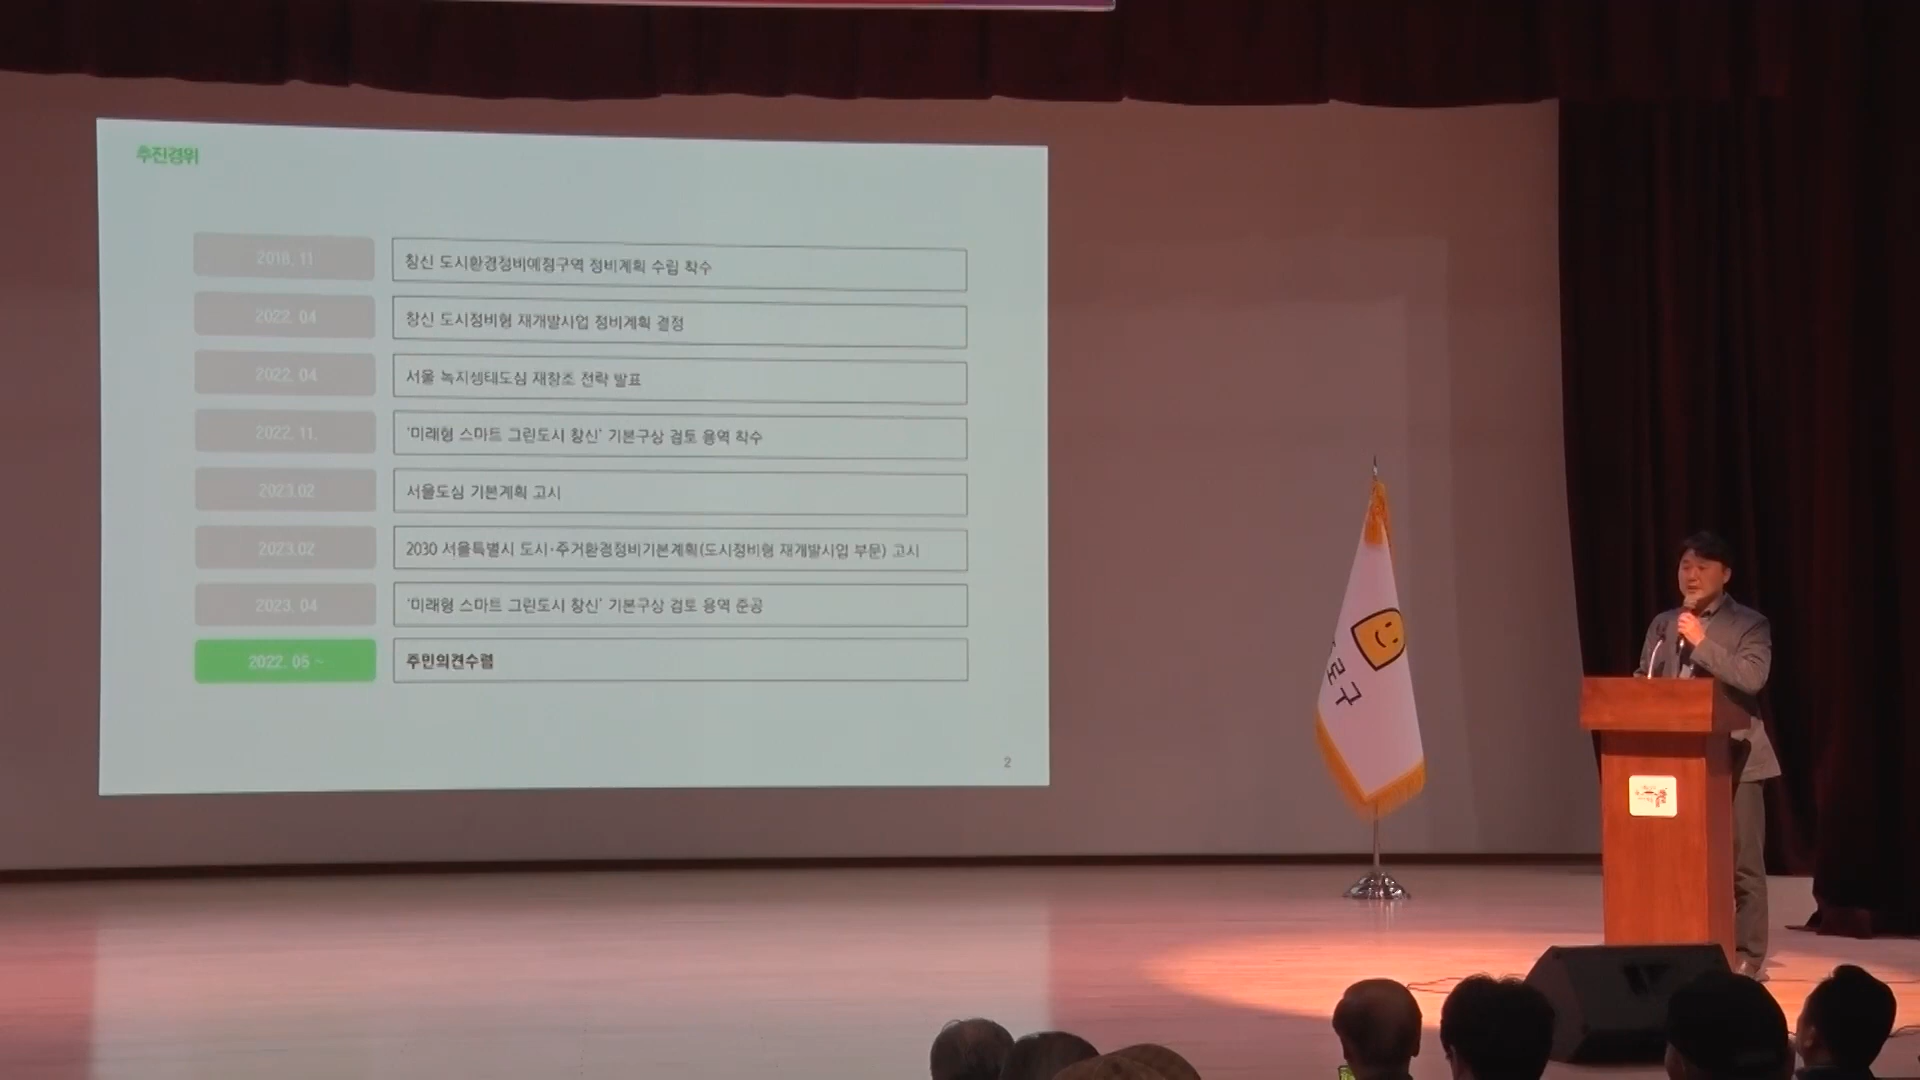 추진경위
2018. 11 창신 도시환경정비예정구역 정비계획 수립 착수
2022. 04 창신 도시정비형 재개발사업 정비계획 결정
2022. 04 서울 녹지생태도심 재창조 전략 발표
2022. 11. '미래형 스마트 그린도시 창신' 기본구상 검토 용역 착수
2023.02 서울도심 기본계획 고시
2023.02 2030 서울특별시 도시·주거환경정비기본계획(도시정비형 재개발사업 부문) 고시
2023. 04 '미래형 스마트 그린도시 창신' 기본구상 검토 용역 준공
2022. 05 ~ 주민의견수렴
2
로구